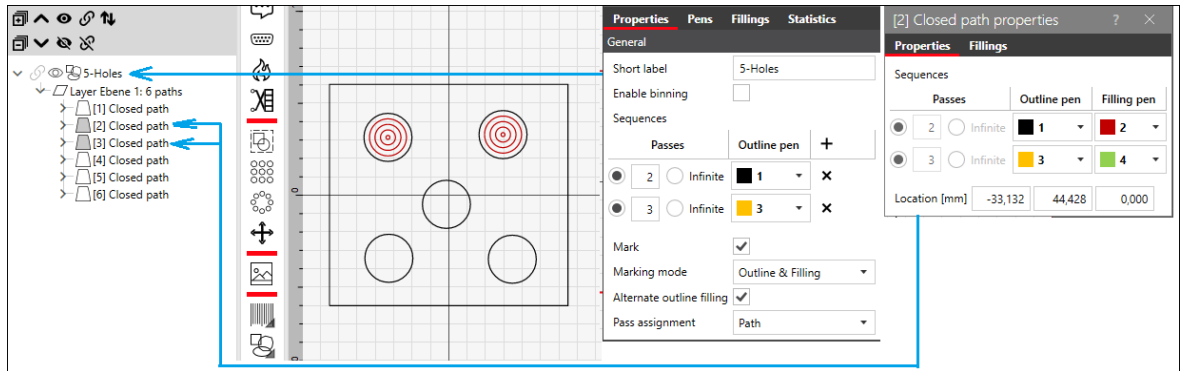 5-Holes
Layer Ebene 1: 6 paths
[1] Closed path
[2] Closed path
[3] Closed path
[4] Closed path
[5] Closed path
[6] Closed path
0
Properties Pens Fillings Statistics
General
Short label 5-Holes
Enable binning
Sequences
Passes Outline pen +
2 Infinite 1
3 Infinite 3
Mark
Marking mode Outline & Filling
Alternate outline filling
Pass assignment Path
[2] Closed path properties ? ×
Properties Fillings
Sequences
Passes Outline pen Filling pen
2 Infinite 1 2
3 Infinite 3 4
Location [mm] -33,132 44,428 0,000